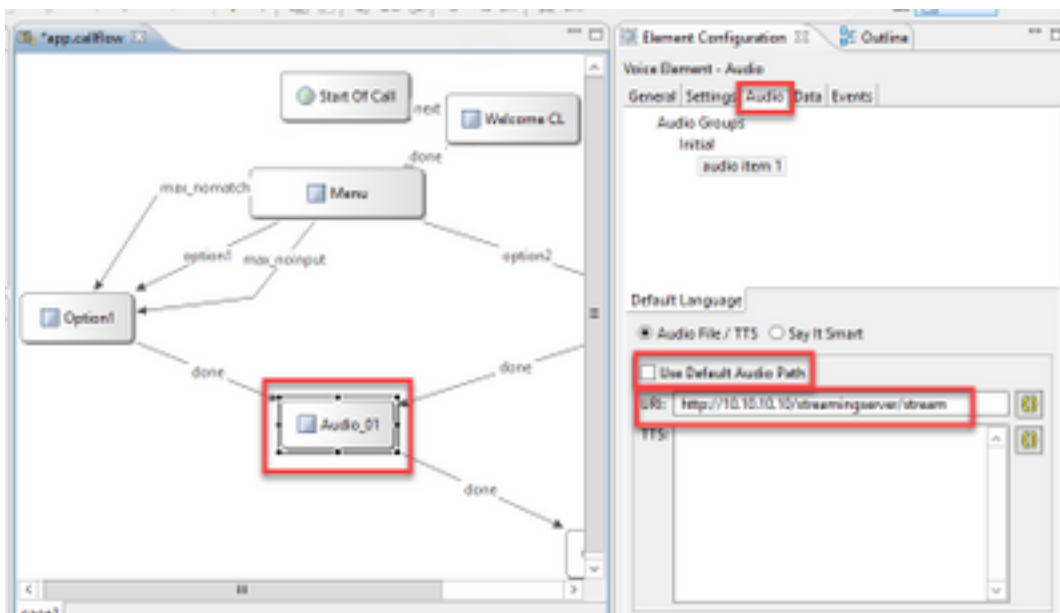 *app.callflow
Start Of Call
next
Welcome CL
done
max_nomatch
Menu
option1
max_noinput
option2
Option1
done
done
Audio_01
done
Element Configuration
Outline
Voice Element - Audio
General Settings Audio Data Events
Audio Groups
Initial
audio item 1
Default Language
Audio File / TTS Say It Smart
Use Default Audio Path
URI: http://10.10.10.10/streamingserver/stream
TTS: